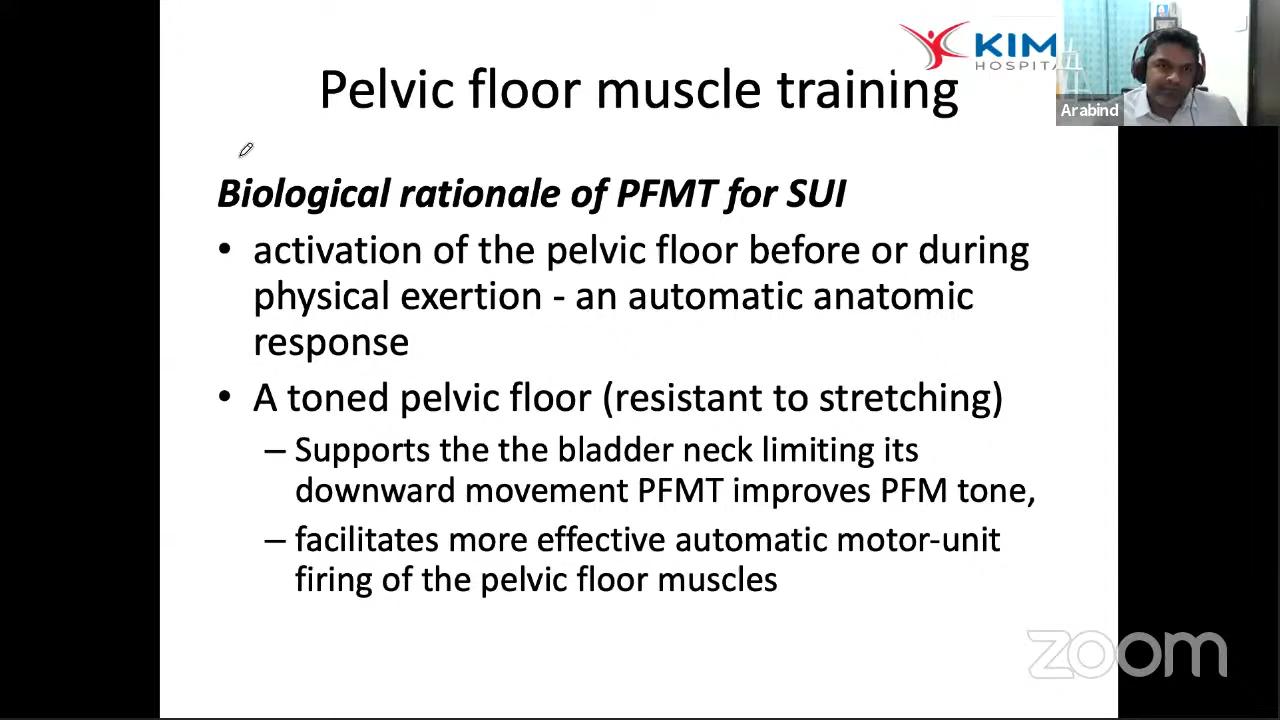 KIM
HOSPITA
Arabind
Pelvic floor muscle training
Biological rationale of PFMT for SUI
• activation of the pelvic floor before or during
physical exertion - an automatic anatomic
response
• A toned pelvic floor (resistant to stretching)
– Supports the the bladder neck limiting its
downward movement PFMT improves PFM tone,
– facilitates more effective automatic motor-unit
firing of the pelvic floor muscles
zoom